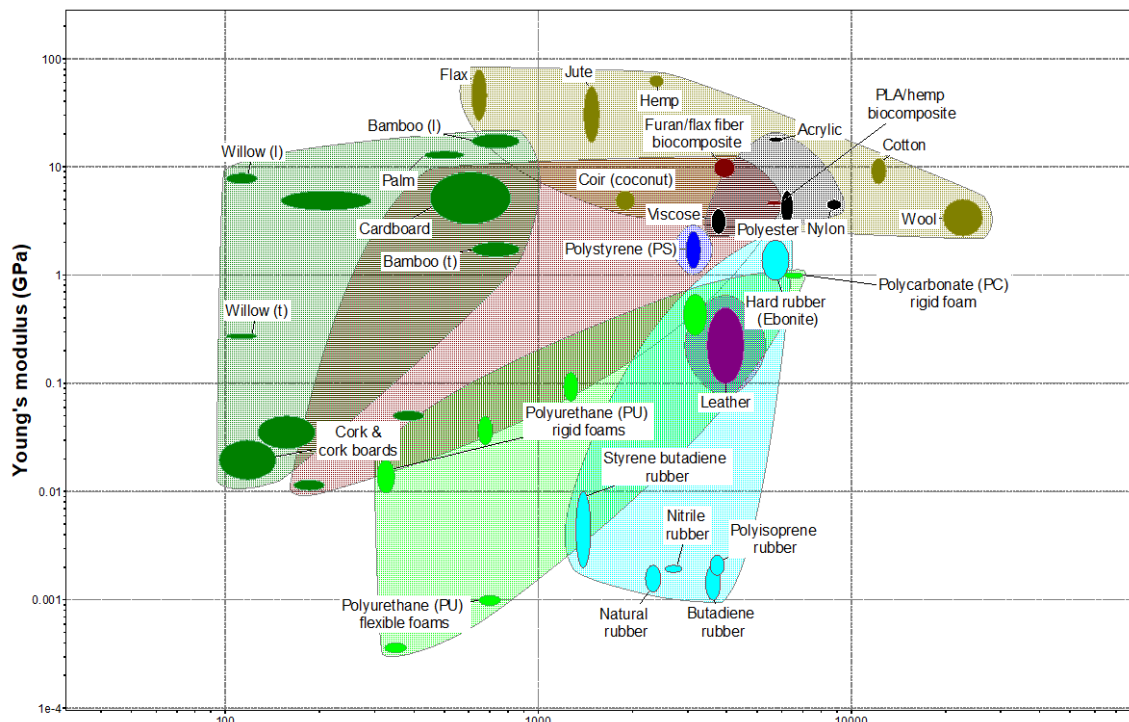 100
Flax
Jute
Hemp
PLA/hemp
biocomposite
Bamboo (l)
Furan/flax fiber
biocomposite
Acrylic
Cotton
Willow (l)
10
Palm
Coir (coconut)
Cardboard
Viscose
Wool
Polyester
Nylon
Bamboo (t)
Polystyrene (PS)
1
Polycarbonate (PC)
rigid foam
Willow (t)
Hard rubber
(Ebonite)
Young's modulus (GPa)
0.1
Leather
Polyurethane (PU)
rigid foams
Cork &
cork boards
Styrene butadiene
rubber
0.01
Nitrile
rubber
Polyisoprene
rubber
0.001
Polyurethane (PU)
flexible foams
Natural
rubber
Butadiene
rubber
1e-4
100
1000
10000